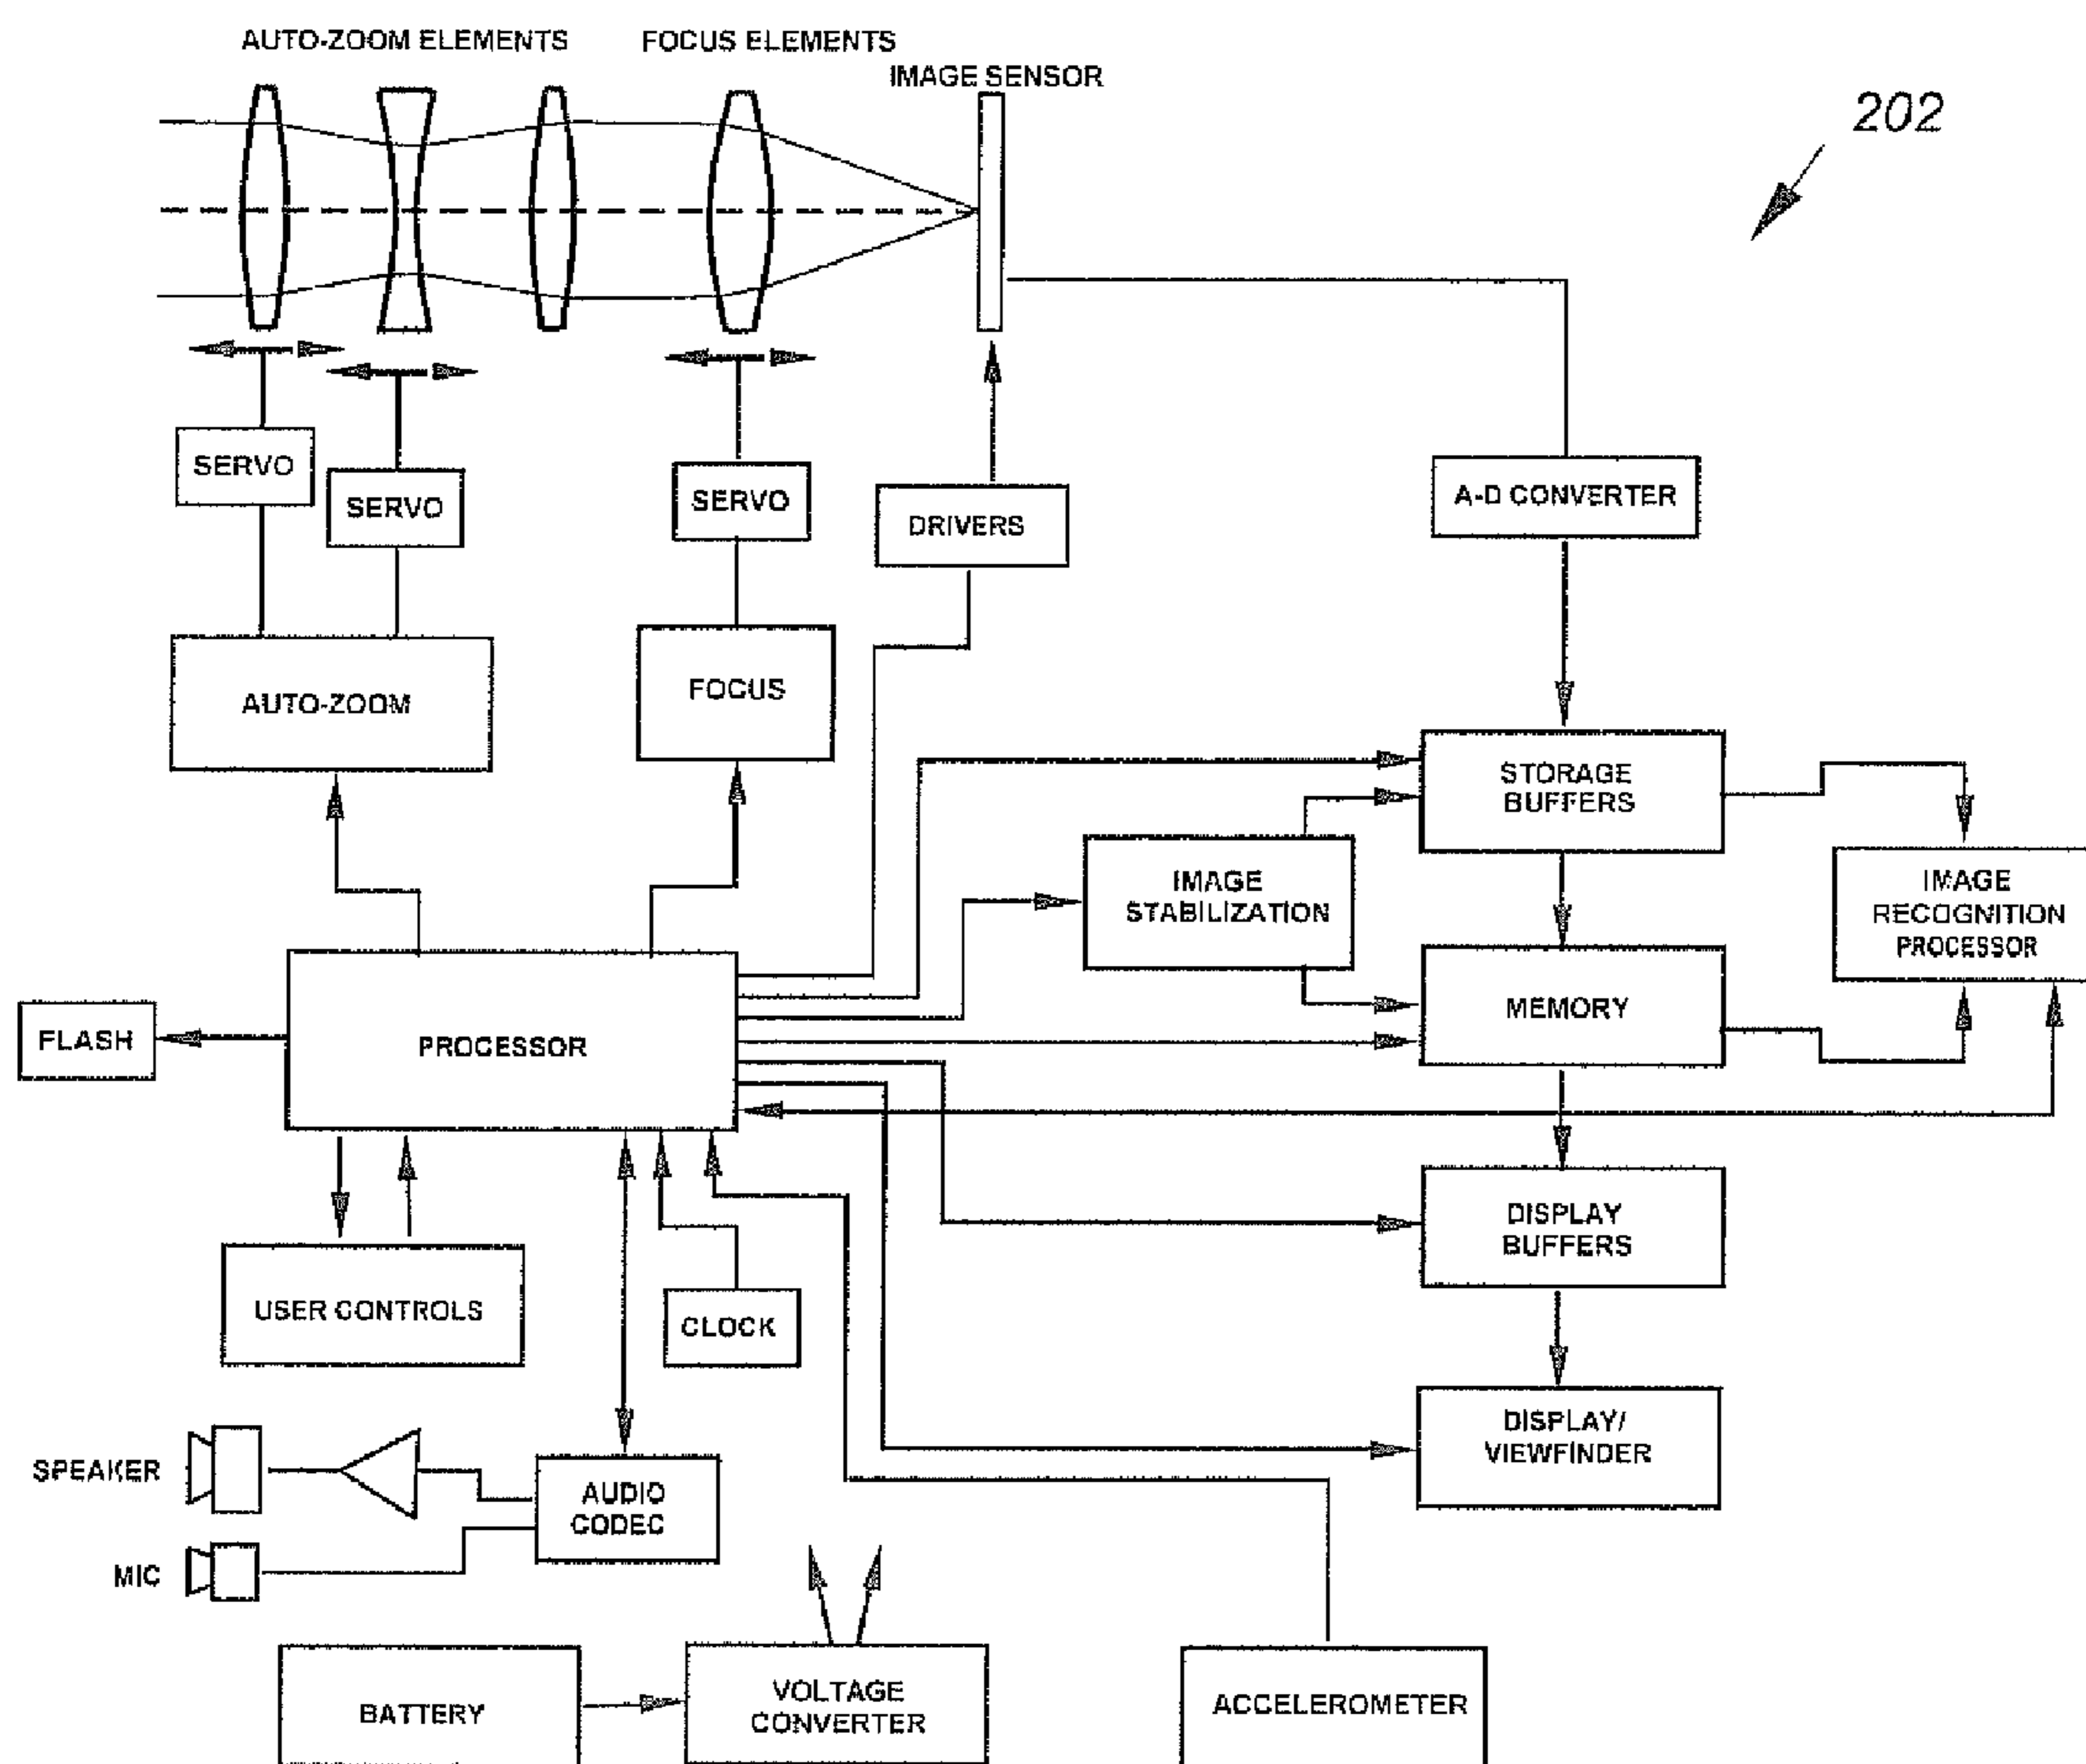 AUTO-ZOOM ELEMENTS
FOCUS ELEMENTS
IMAGE SENSOR
202
SERVO
SERVO
SERVO
DRIVERS
A-D CONVERTER
AUTO-ZOOM
FOCUS
STORAGE
BUFFERS
IMAGE
STABILIZATION
IMAGE
RECOGNITION
PROCESSOR
FLASH
PROCESSOR
MEMORY
USER CONTROLS
CLOCK
DISPLAY
BUFFERS
DISPLAY/
VIEWFINDER
SPEAKER
AUDIO
CODEC
MIC
BATTERY
VOLTAGE
CONVERTER
ACCELEROMETER